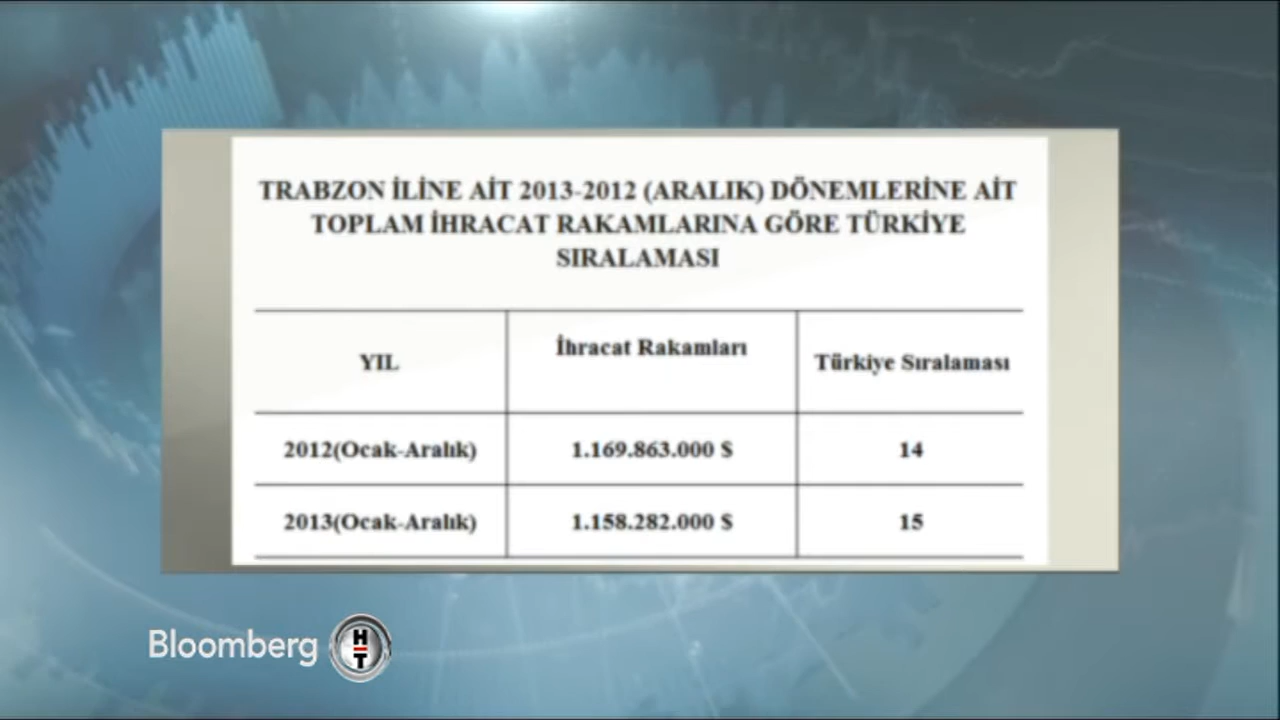 TRABZON İLİNE AİT 2013-2012 (ARALIK) DÖNEMLERİNE AİT
TOPLAM İHRACAT RAKAMLARINA GÖRE TÜRKİYE
SIRALAMASI
YIL İhracat Rakamları Türkiye Sıralaması
2012(Ocak-Aralık) 1.169.863.000 $ 14
2013(Ocak-Aralık) 1.158.282.000 $ 15
Bloomberg HT